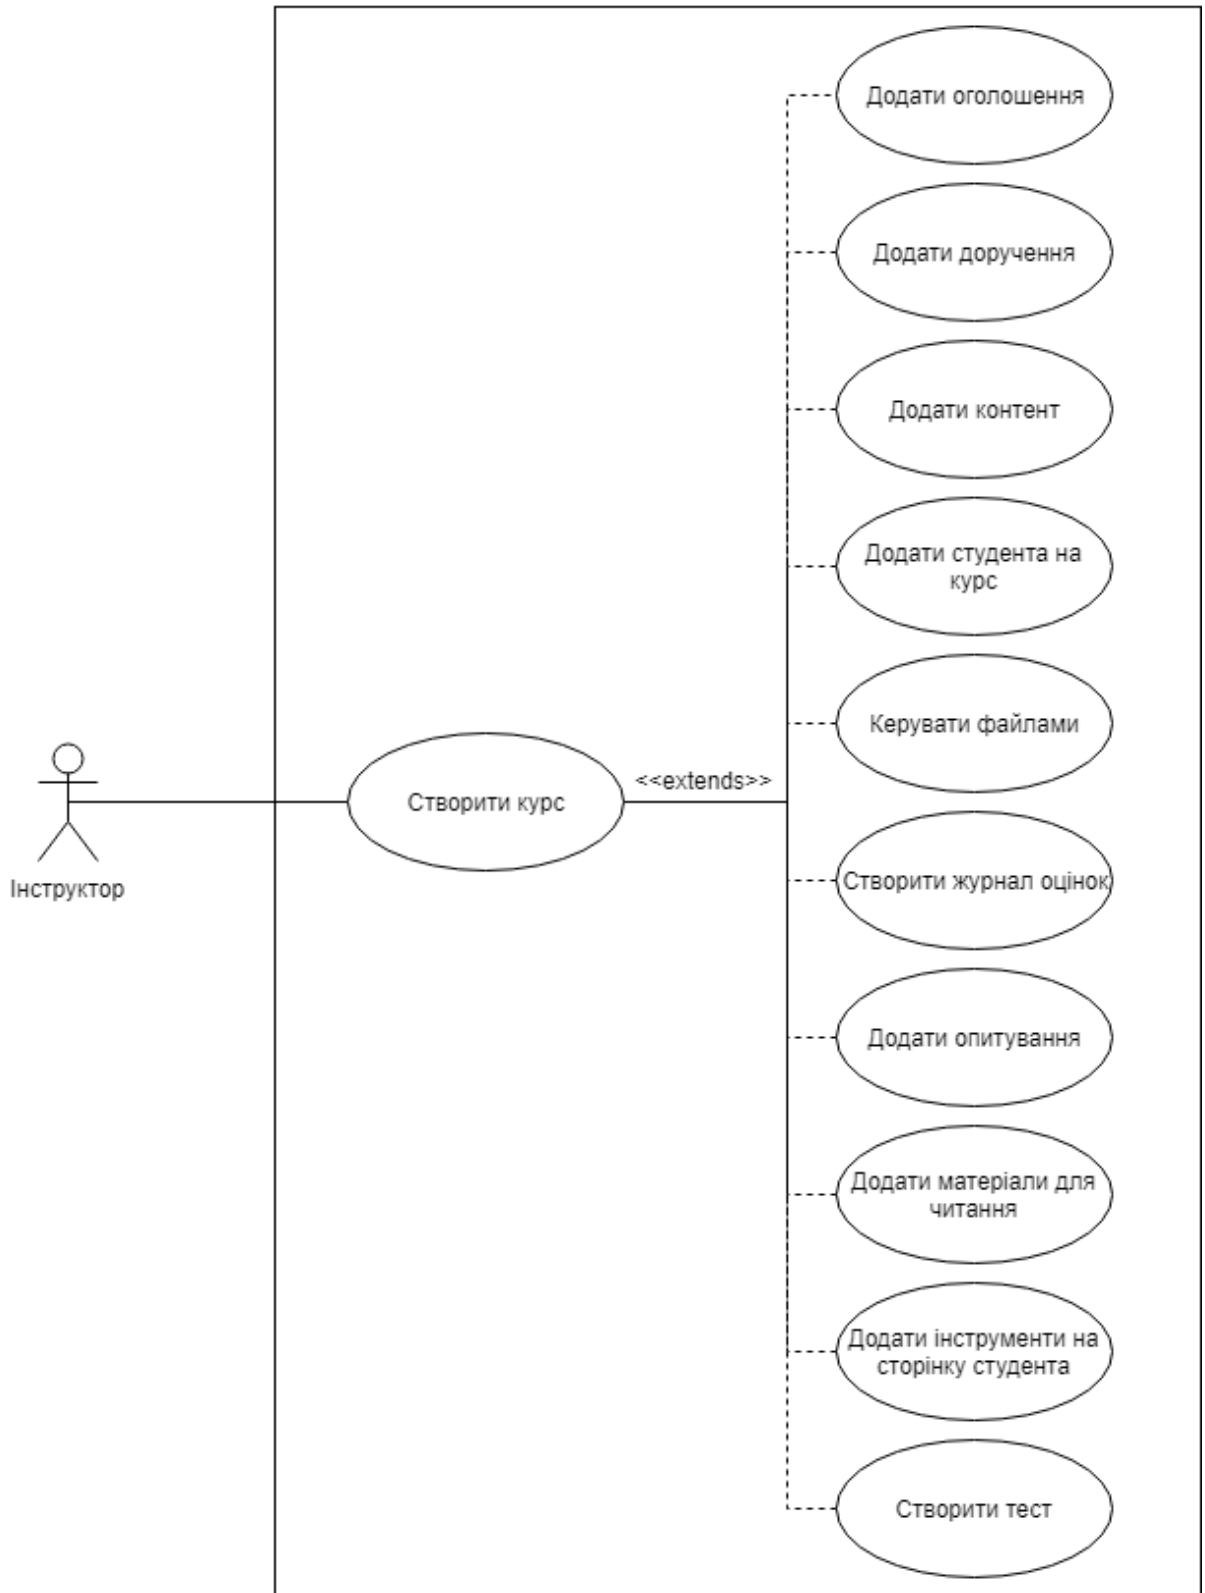 Додати оголошення
Додати доручення
Додати контент
Додати студента на
курс
Керувати файлами
<<extends>>
Створити курс
Інструктор
Створити журнал оцінок
Додати опитування
Додати матеріали для
читання
Додати інструменти на
сторінку студента
Створити тест